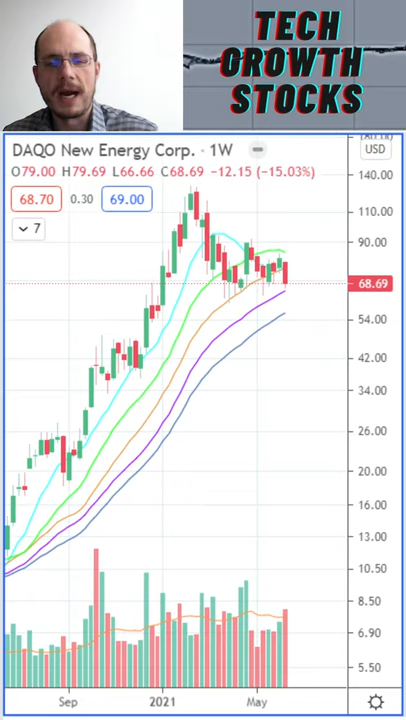 TECH
GROWTH
STOCKS
DAQO New Energy Corp. · 1W
USD
O79.00 H79.69 L66.66 C68.69 −12.15 (−15.03%)
68.70 0.30 69.00
7
180.00
140.00
110.00
90.00
68.69
54.00
42.00
34.00
26.00
20.00
16.00
13.00
10.50
8.50
6.90
5.50
Sep 2021 May